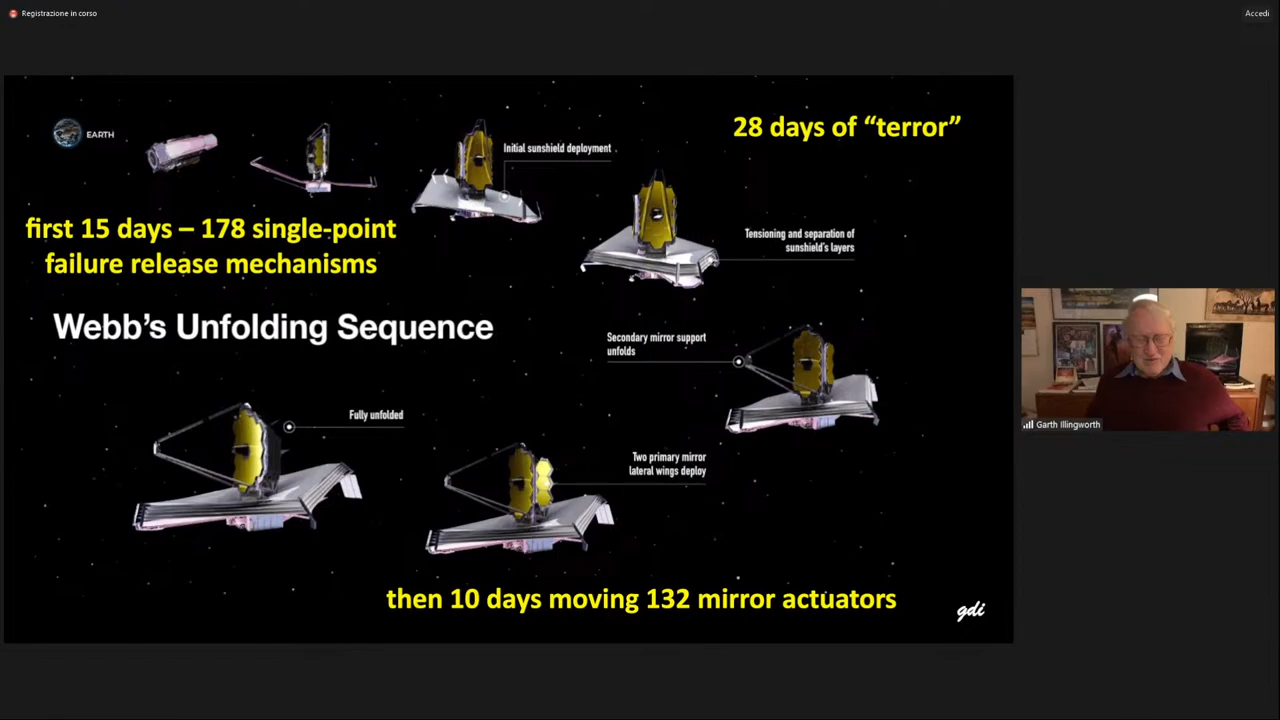 Registrazione in corso
Accedi
EARTH
28 days of “terror”
Initial sunshield deployment
first 15 days – 178 single-point
failure release mechanisms
Tensioning and separation of
sunshield's layers
Webb's Unfolding Sequence
Secondary mirror support
unfolds
Fully unfolded
Two primary mirror
lateral wings deploy
then 10 days moving 132 mirror actuators
gdi
Garth Illingworth